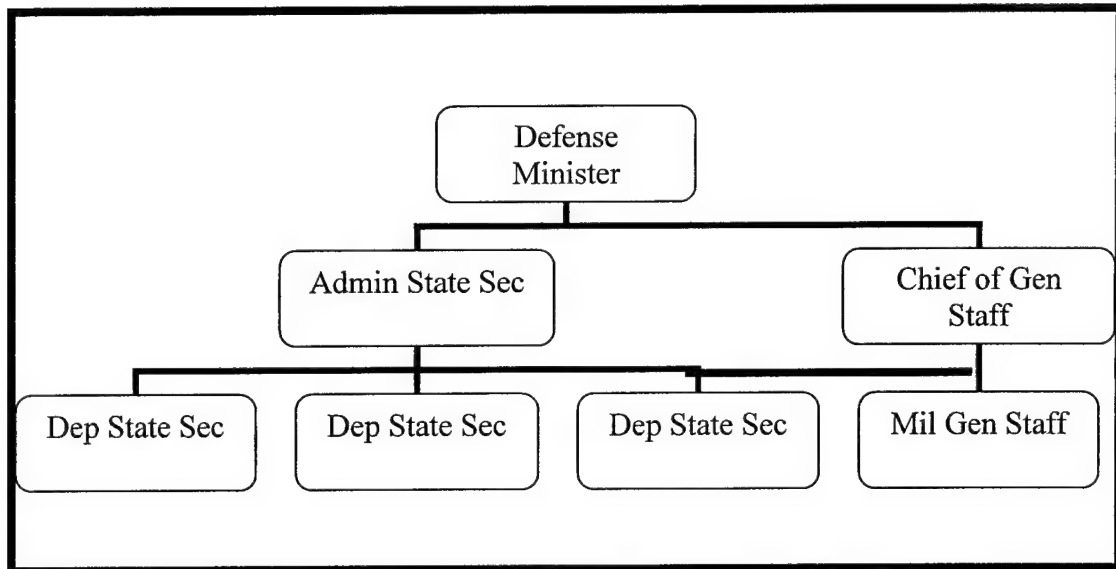 Defense
Minister
Admin State Sec
Chief of Gen
Staff
Dep State Sec
Dep State Sec
Dep State Sec
Mil Gen Staff